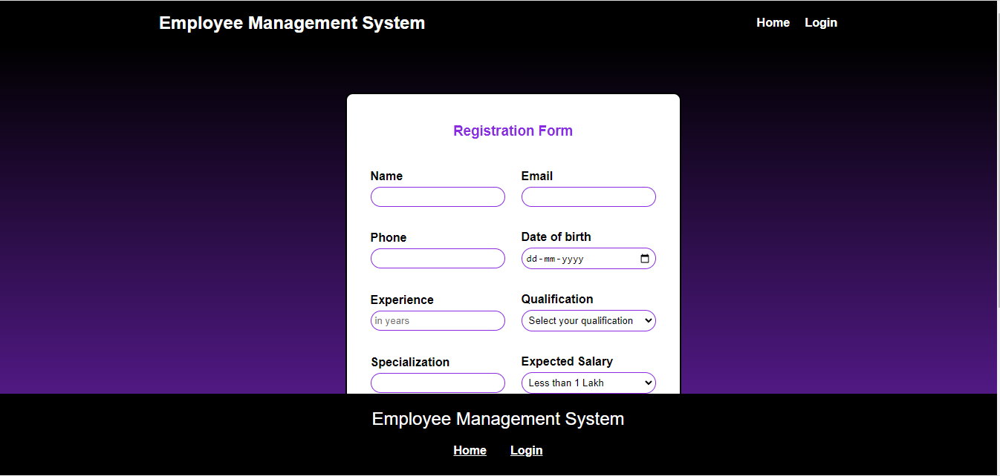 Employee Management System Home Login
Registration Form
Name Email
Phone Date of birth
dd-mm-yyyy
Experience Qualification
in years Select your qualification
Specialization Expected Salary
Less than 1 Lakh
Employee Management System
Home Login